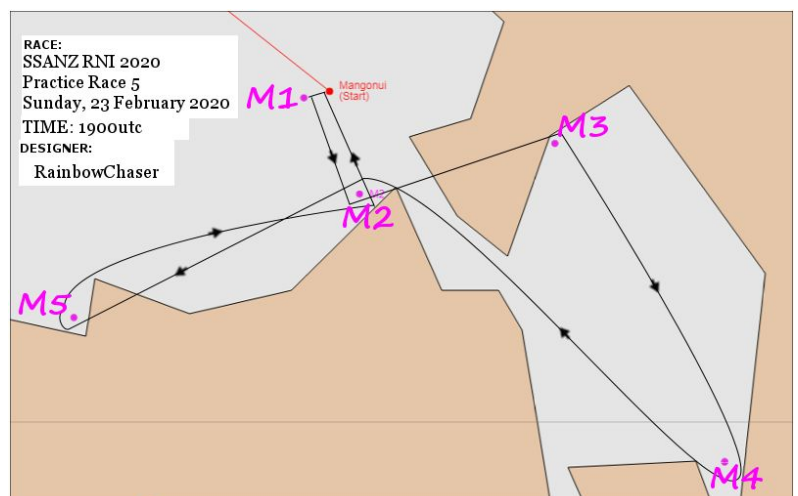 RACE:
SSANZ RNI 2020
Practice Race 5
Sunday, 23 February 2020
TIME: 1900utc
DESIGNER:
RainbowChaser
M1
Mangonui
(Start)
M3
M2
M2
M5
M4